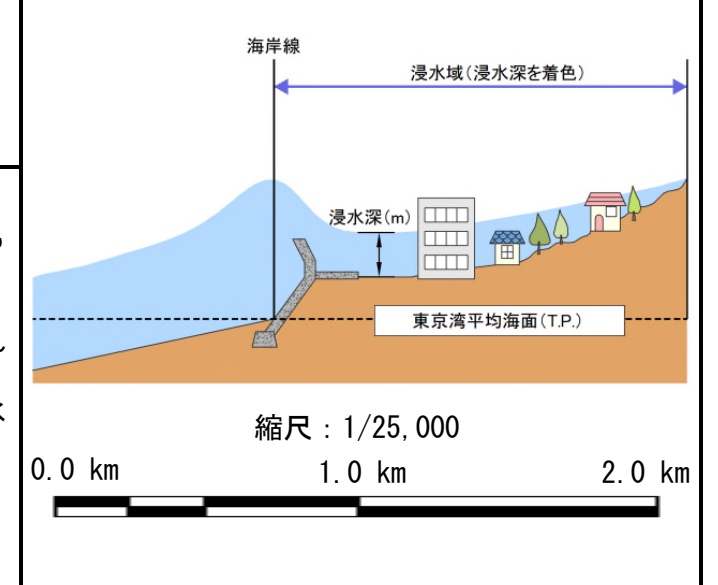 海岸線
浸水域(浸水深を着色)
浸水深(m)
東京湾平均海面(T.P.)
縮尺:1/25,000
0.0 km 1.0 km 2.0 km